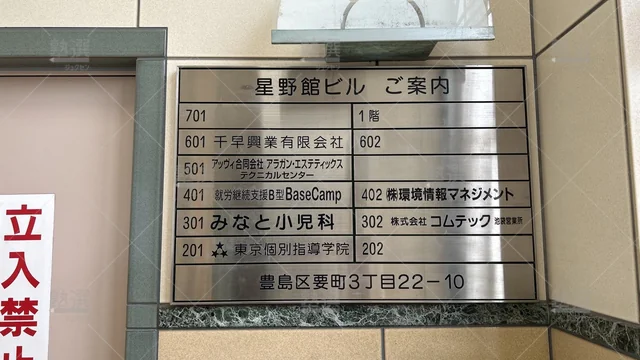 星野館ビル ご案内
701 1階
601 千早興業有限会社 602
501 アッヴィ合同会社 アラガン・エステティックス
テクニカルセンター
401 就労継続支援B型 BaseCamp 402 ㈱環境情報マネジメント
301 みなと小児科 302 株式会社 コムテック 池袋営業所
201 東京個別指導学院 202
豊島区要町3丁目22-10
立入禁止